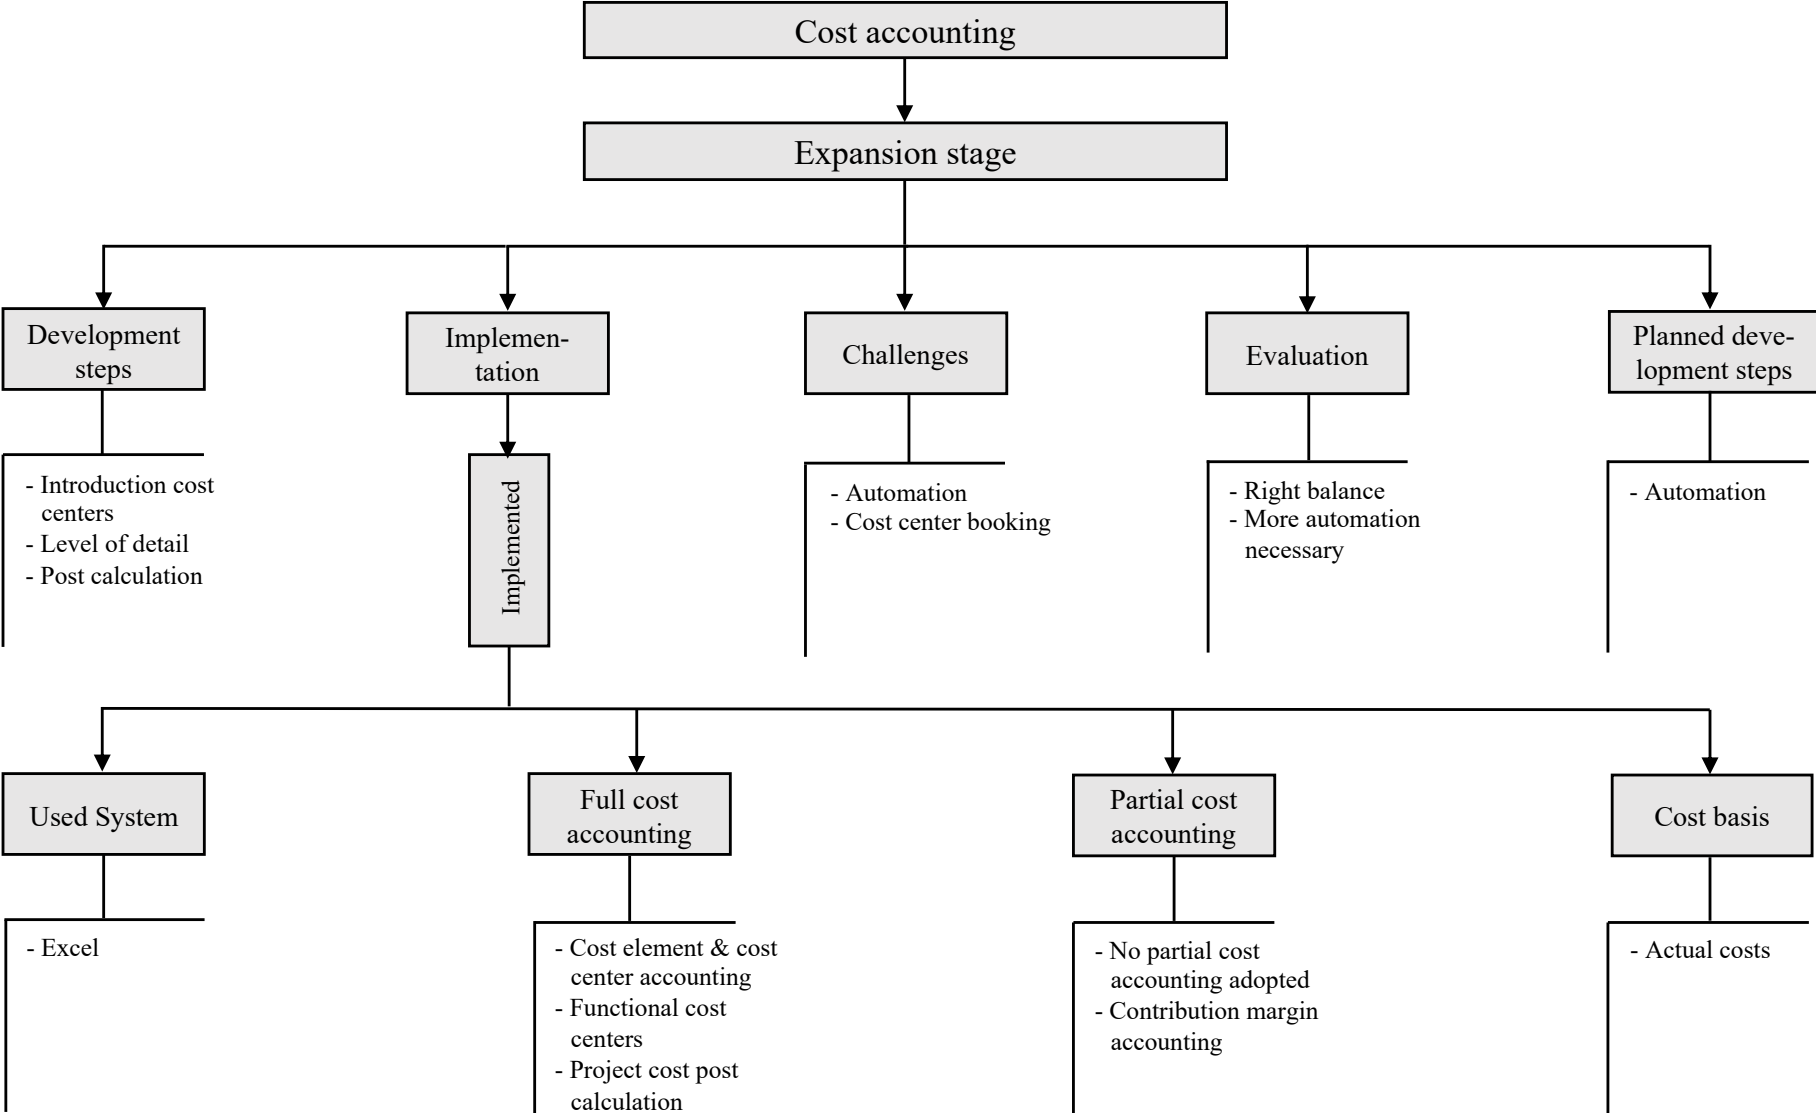 Cost accounting
Expansion stage
Development
steps
Implemen-
tation
Challenges
Evaluation
Planned deve-
lopment steps
- Introduction cost
centers
- Level of detail
- Post calculation
Implemented
- Automation
- Cost center booking
- Right balance
- More automation
necessary
- Automation
Used System
Full cost
accounting
Partial cost
accounting
Cost basis
- Excel
- Cost element & cost
center accounting
- Functional cost
centers
- Project cost post
calculation
- No partial cost
accounting adopted
- Contribution margin
accounting
- Actual costs